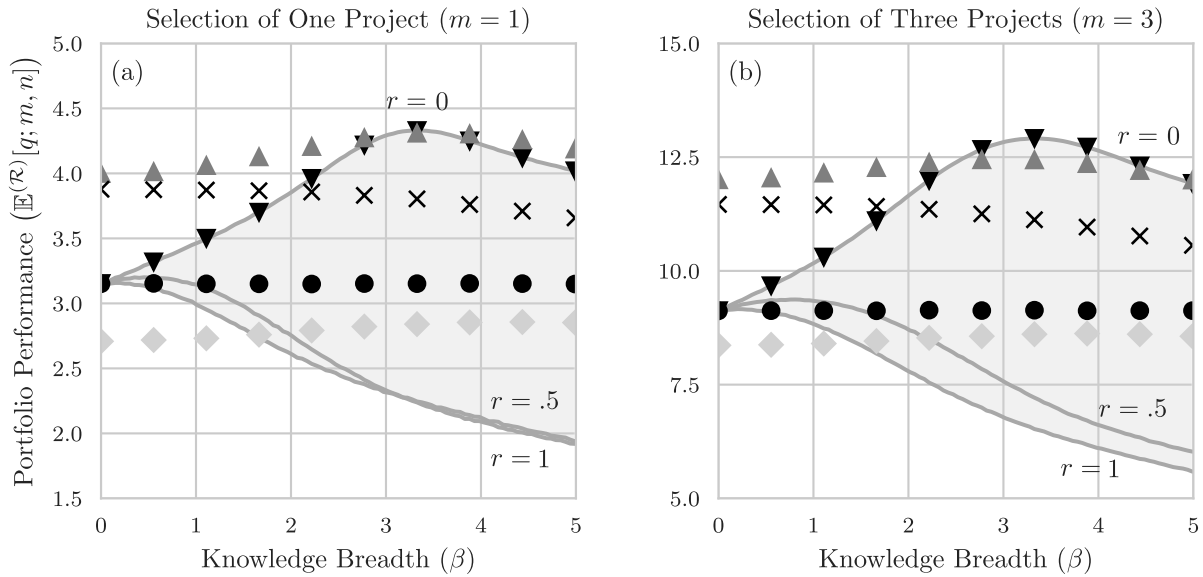 Selection of One Project (m = 1)
Selection of Three Projects (m = 3)
Portfolio Performance (𝔼^(ℛ)[q; m, n])
(a)
r = 0
r = .5
r = 1
5.0
4.5
4.0
3.5
3.0
2.5
2.0
1.5
0 1 2 3 4 5
Knowledge Breadth (β)
(b)
r = 0
r = .5
r = 1
15.0
12.5
10.0
7.5
5.0
0 1 2 3 4 5
Knowledge Breadth (β)